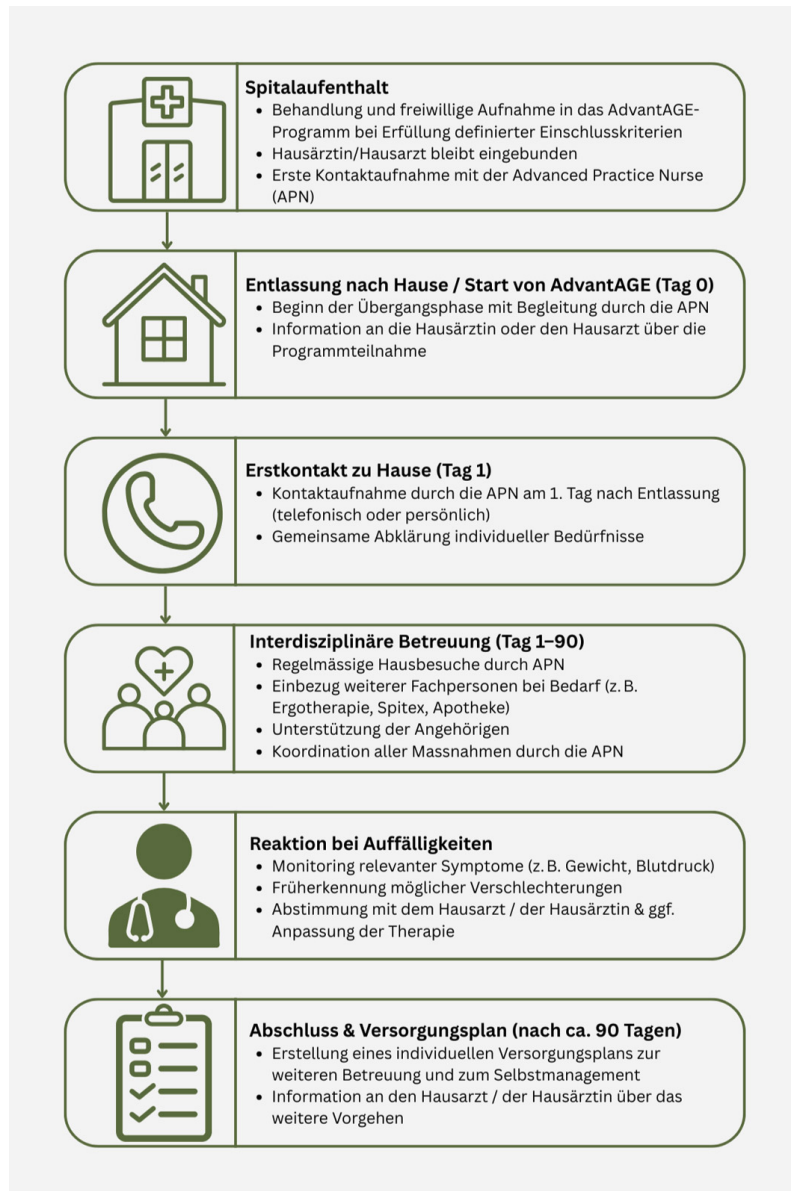 Spitalaufenthalt
• Behandlung und freiwillige Aufnahme in das AdvantAGE-
Programm bei Erfüllung definierter Einschlusskriterien
• Hausärztin/Hausarzt bleibt eingebunden
• Erste Kontaktaufnahme mit der Advanced Practice Nurse
(APN)
Entlassung nach Hause / Start von AdvantAGE (Tag 0)
• Beginn der Übergangsphase mit Begleitung durch die APN
• Information an die Hausärztin oder den Hausarzt über die
Programmteilnahme
Erstkontakt zu Hause (Tag 1)
• Kontaktaufnahme durch die APN am 1. Tag nach Entlassung
(telefonisch oder persönlich)
• Gemeinsame Abklärung individueller Bedürfnisse
Interdisziplinäre Betreuung (Tag 1–90)
• Regelmässige Hausbesuche durch APN
• Einbezug weiterer Fachpersonen bei Bedarf (z. B.
Ergotherapie, Spitex, Apotheke)
• Unterstützung der Angehörigen
• Koordination aller Massnahmen durch die APN
Reaktion bei Auffälligkeiten
• Monitoring relevanter Symptome (z. B. Gewicht, Blutdruck)
• Früherkennung möglicher Verschlechterungen
• Abstimmung mit dem Hausarzt / der Hausärztin & ggf.
Anpassung der Therapie
Abschluss & Versorgungsplan (nach ca. 90 Tagen)
• Erstellung eines individuellen Versorgungsplans zur
weiteren Betreuung und zum Selbstmanagement
• Information an den Hausarzt / der Hausärztin über das
weitere Vorgehen